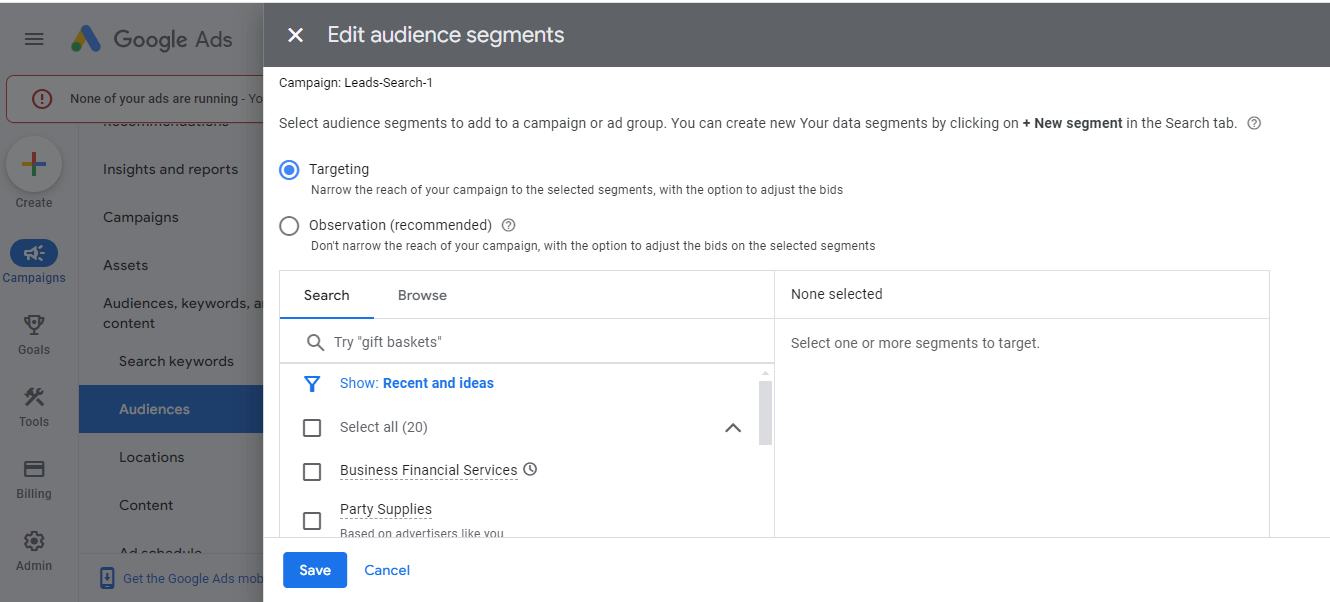 Google Ads
None of your ads are running - Yo
Recommendations
Insights and reports
Campaigns
Assets
Audiences, keywords, a
content
Search keywords
Audiences
Locations
Content
Ad schedule
Get the Google Ads mob
Create
Campaigns
Goals
Tools
Billing
Admin
Edit audience segments
Campaign: Leads-Search-1
Select audience segments to add to a campaign or ad group. You can create new Your data segments by clicking on + New segment in the Search tab.
Targeting
Narrow the reach of your campaign to the selected segments, with the option to adjust the bids
Observation (recommended)
Don't narrow the reach of your campaign, with the option to adjust the bids on the selected segments
Search Browse
None selected
Try "gift baskets"
Select one or more segments to target.
Show: Recent and ideas
Select all (20)
Business Financial Services
Party Supplies
Based on advertisers like you
Save Cancel